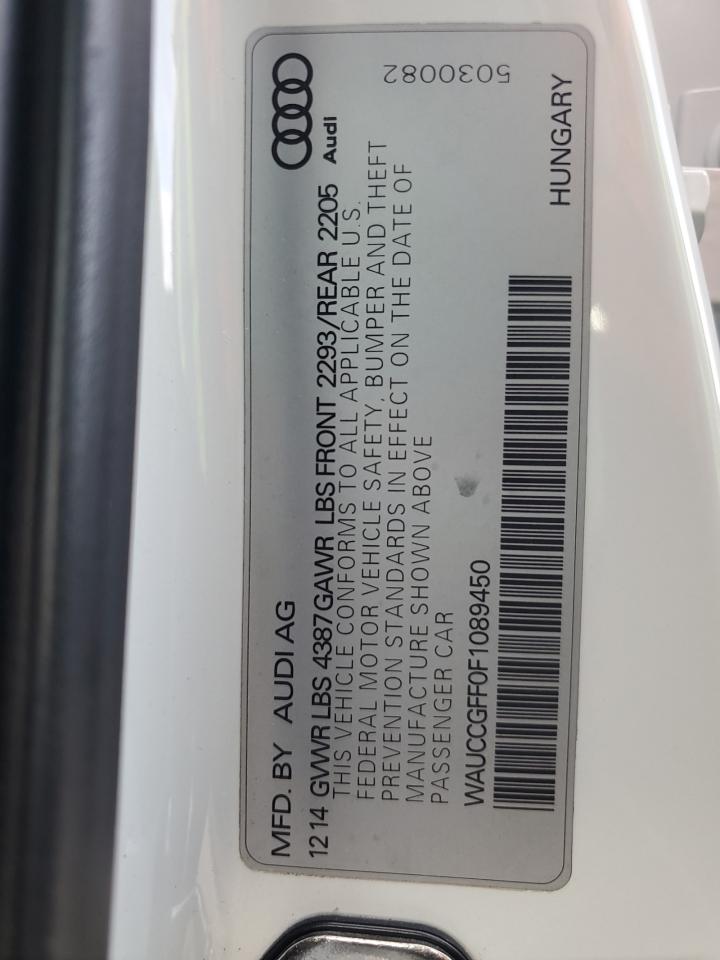 MFD. BY AUDI AG
Audi
12 14 GVWR LBS 4387 GAWR LBS FRONT 2293/REAR 2205
THIS VEHICLE CONFORMS TO ALL APPLICABLE U.S.
FEDERAL MOTOR VEHICLE SAFETY, BUMPER AND THEFT
PREVENTION STANDARDS IN EFFECT ON THE DATE OF
MANUFACTURE SHOWN ABOVE
PASSENGER CAR
5030082
WAUCCGFF0F1089450
HUNGARY